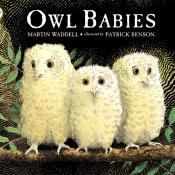 OWL BABIES
MARTIN WADDELL illustrated by PATRICK BENSON